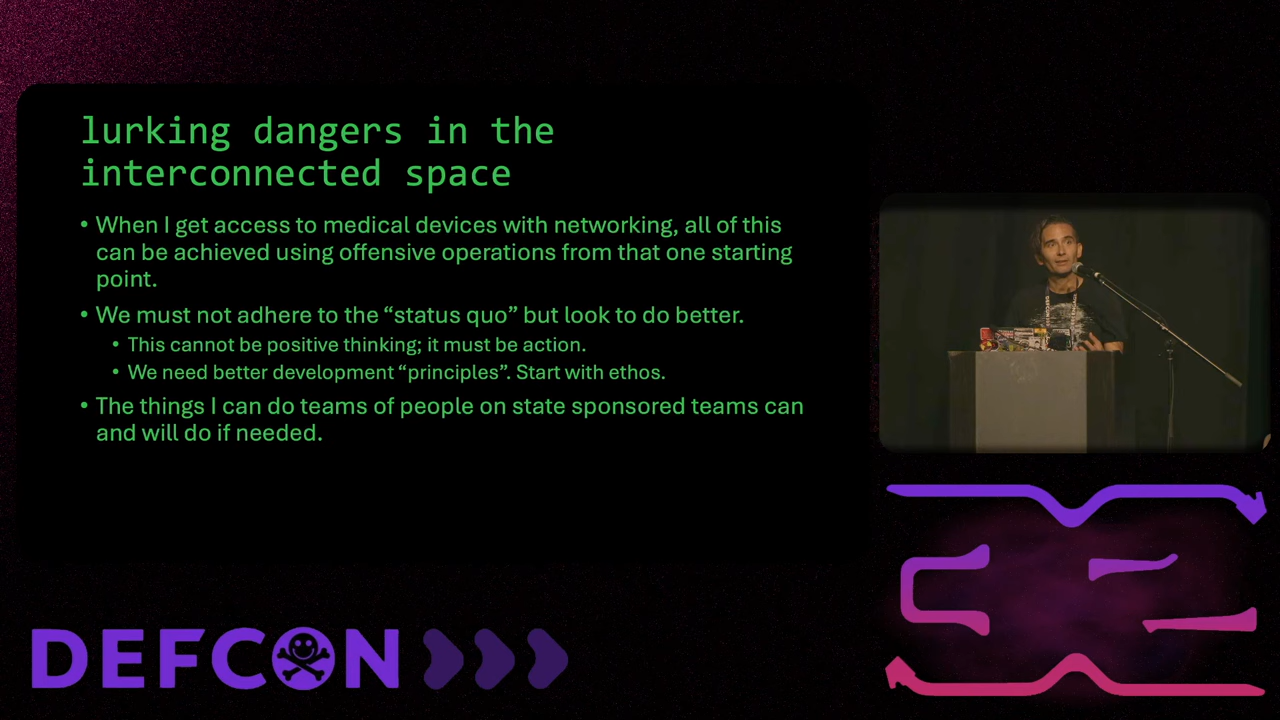 lurking dangers in the
interconnected space
• When I get access to medical devices with networking, all of this
can be achieved using offensive operations from that one starting
point.
• We must not adhere to the “status quo” but look to do better.
• This cannot be positive thinking; it must be action.
• We need better development “principles”. Start with ethos.
• The things I can do teams of people on state sponsored teams can
and will do if needed.
DEFCON